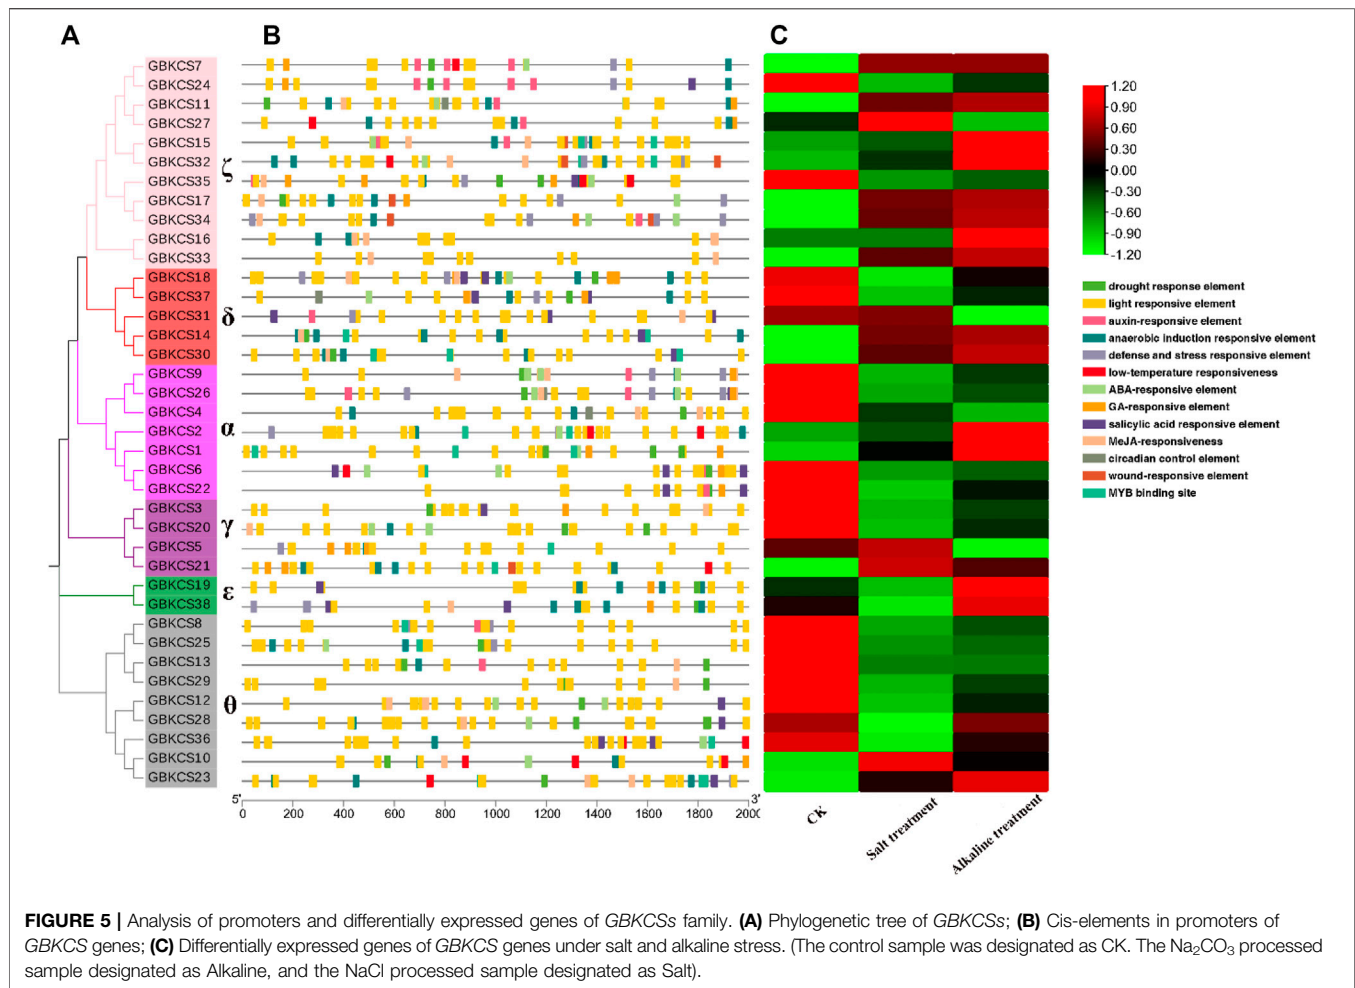 A
B
C
GBKCS7
GBKCS24
GBKCS11
GBKCS27
GBKCS15
GBKCS32
GBKCS35
GBKCS17
GBKCS34
GBKCS16
GBKCS33
GBKCS18
GBKCS37
GBKCS31
GBKCS14
GBKCS30
GBKCS9
GBKCS26
GBKCS4
GBKCS2
GBKCS1
GBKCS6
GBKCS22
GBKCS3
GBKCS20
GBKCS5
GBKCS21
GBKCS19
GBKCS38
GBKCS8
GBKCS25
GBKCS13
GBKCS29
GBKCS12
GBKCS28
GBKCS36
GBKCS10
GBKCS23
ζ
δ
α
γ
ε
θ
5'
3'
0
200
400
600
800
1000
1200
1400
1600
1800
2000
CK
Salt treatment
Alkaline treatment
1.20
0.90
0.60
0.30
0.00
-0.30
-0.60
-0.90
-1.20
drought response element
light responsive element
auxin-responsive element
anaerobic induction responsive element
defense and stress responsive element
low-temperature responsiveness
ABA-responsive element
GA-responsive element
salicylic acid responsive element
MeJA-responsiveness
circadian control element
wound-responsive element
MYB binding site
FIGURE 5 | Analysis of promoters and differentially expressed genes of GBKCSs family. (A) Phylogenetic tree of GBKCSs; (B) Cis-elements in promoters of
GBKCS genes; (C) Differentially expressed genes of GBKCS genes under salt and alkaline stress. (The control sample was designated as CK. The Na₂CO₃ processed
sample designated as Alkaline, and the NaCl processed sample designated as Salt).